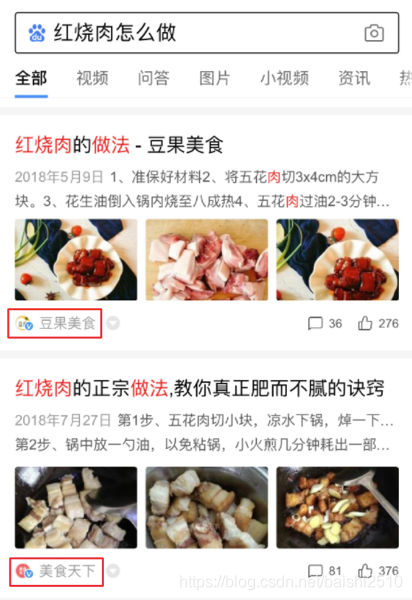 红烧肉怎么做
全部 视频 问答 图片 小视频 资讯
红烧肉的做法 - 豆果美食
2018年5月9日 1、准保好材料2、将五花肉切3x4cm的大方
块。3、花生油倒入锅内烧至八成热4、五花肉过油2-3分钟…
豆果美食 36 276
红烧肉的正宗做法,教你真正肥而不腻的诀窍
2018年7月27日 第1步、五花肉切小块，凉水下锅，焯一下…
第2步、锅中放一勺油，以免粘锅，小火煎几分钟耗出一部…
美食天下 81 376
https://blog.csdn.net/baishi2510